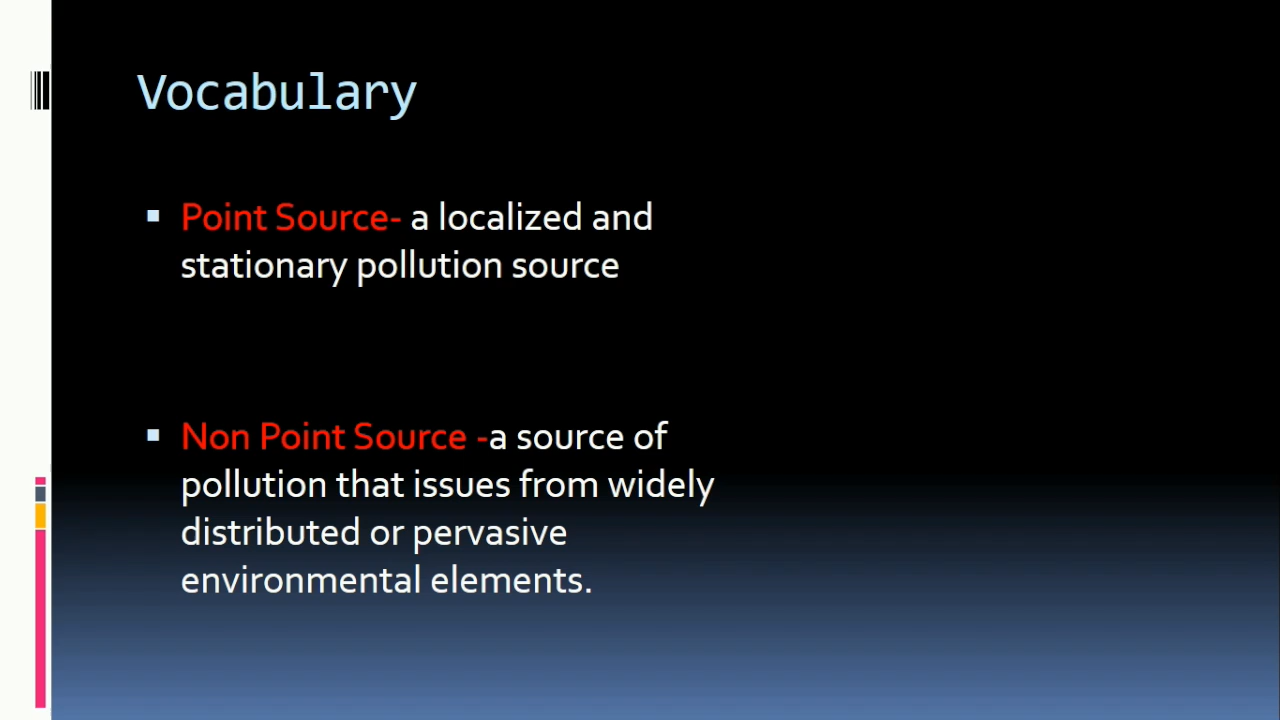 Vocabulary
Point Source- a localized and
stationary pollution source
Non Point Source -a source of
pollution that issues from widely
distributed or pervasive
environmental elements.